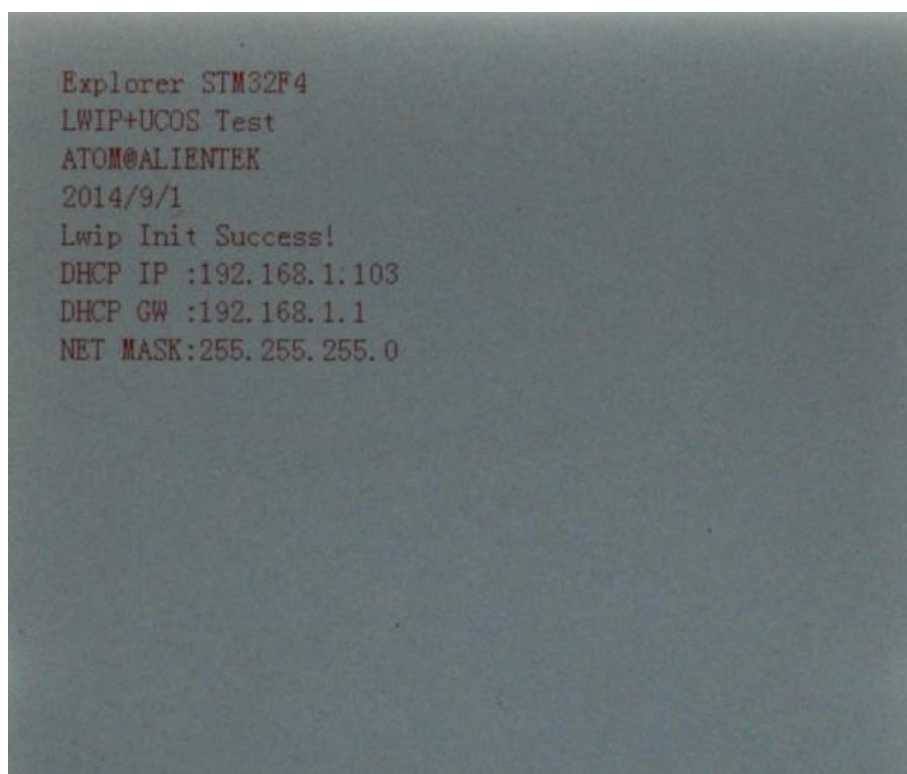 Explorer STM32F4
LWIP+UCOS Test
ATOM@ALIENTEK
2014/9/1
Lwip Init Success!
DHCP IP :192.168.1.103
DHCP GW :192.168.1.1
NET MASK:255.255.255.0